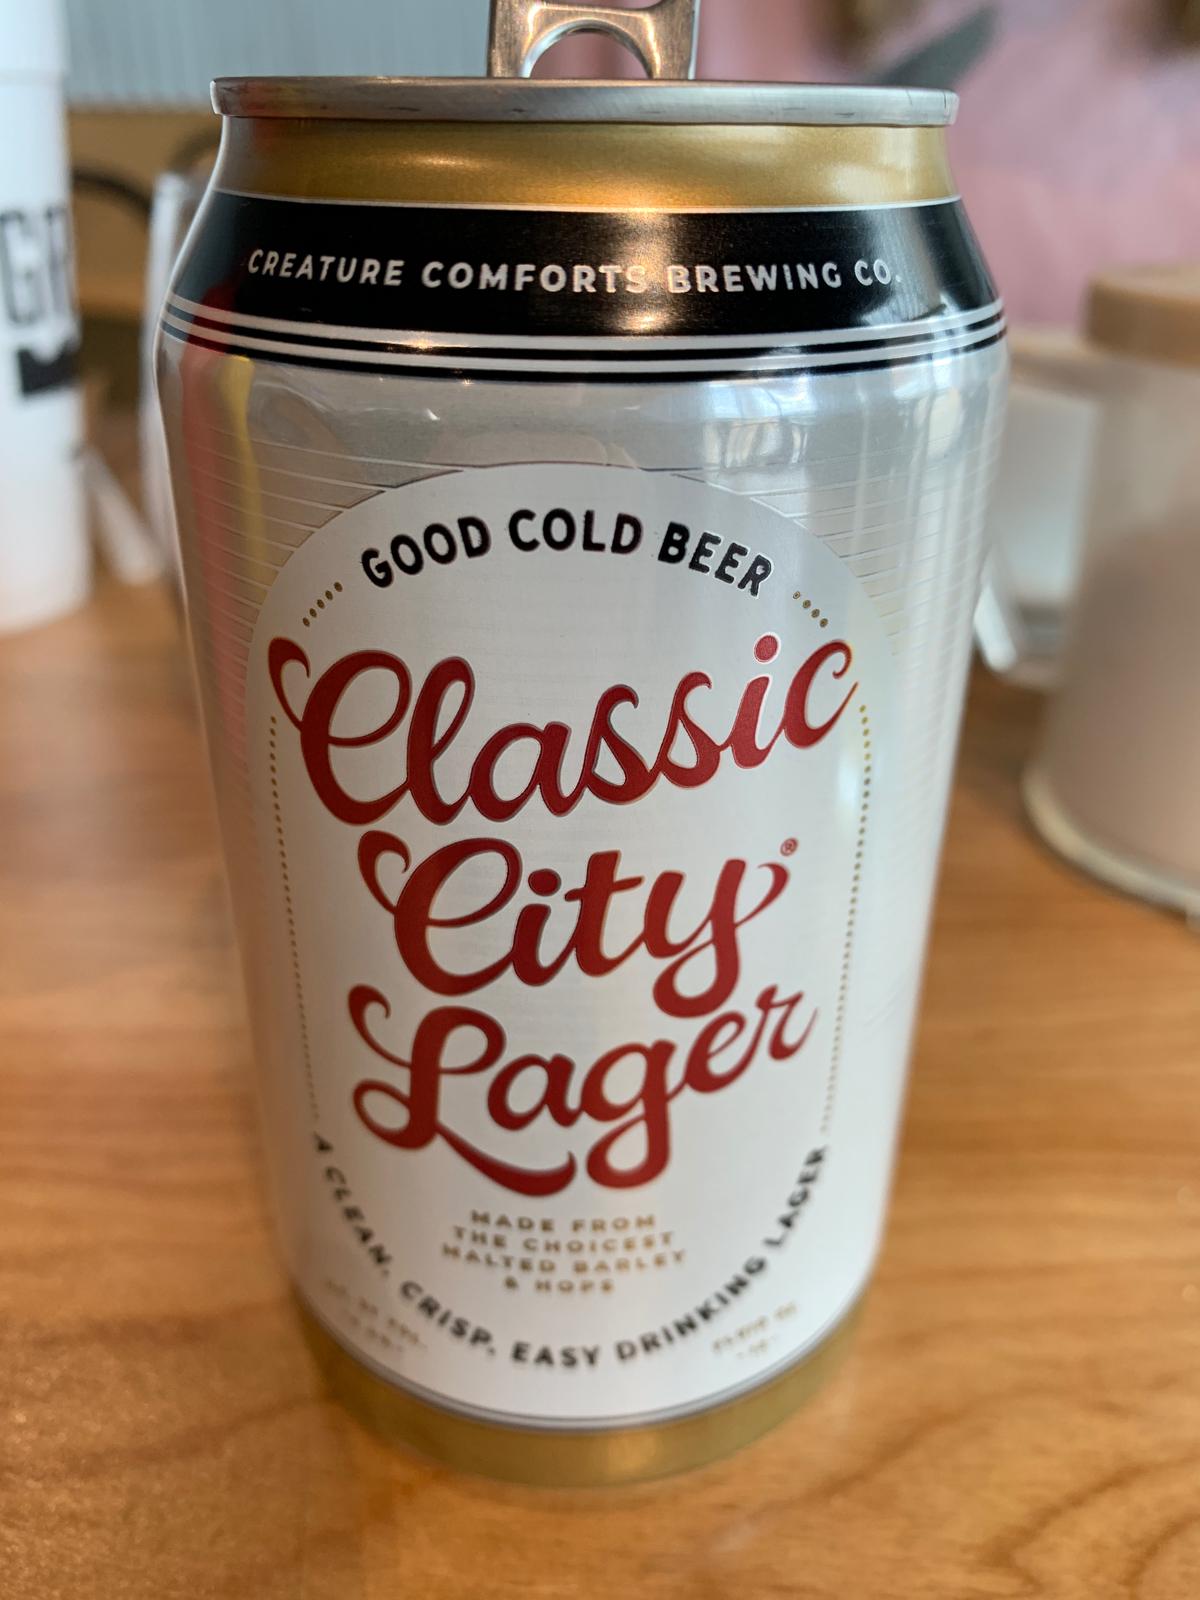 CREATURE COMFORTS BREWING CO.
GOOD COLD BEER
Classic
City®
Lager
MADE FROM
THE CHOICEST
MALTED BARLEY
& HOPS
A CLEAN, CRISP, EASY DRINKING LAGER